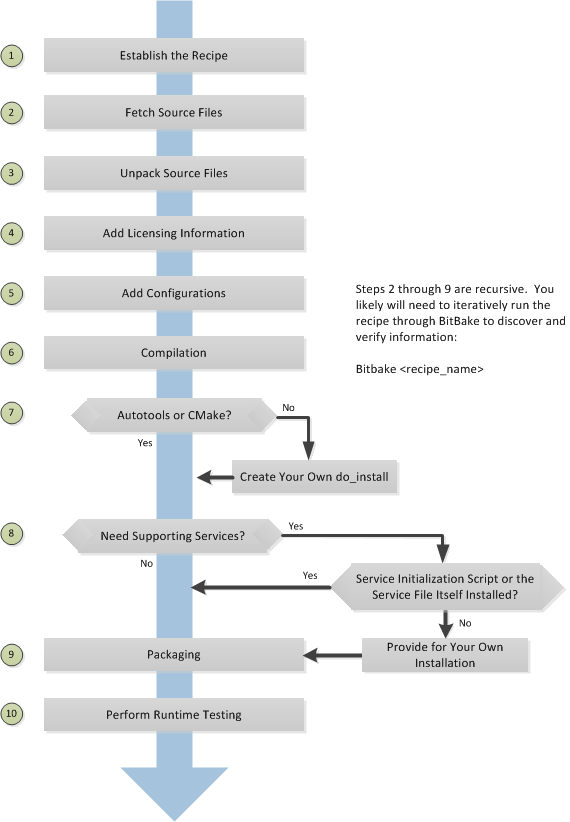 1
Establish the Recipe
2
Fetch Source Files
3
Unpack Source Files
4
Add Licensing Information
5
Add Configurations
Steps 2 through 9 are recursive.  You
likely will need to iteratively run the
recipe through BitBake to discover and
verify information:
Bitbake <recipe_name>
6
Compilation
7
Autotools or CMake?
No
Yes
Create Your Own do_install
8
Need Supporting Services?
Yes
No
Service Initialization Script or the
Service File Itself Installed?
Yes
No
9
Packaging
Provide for Your Own
Installation
10
Perform Runtime Testing